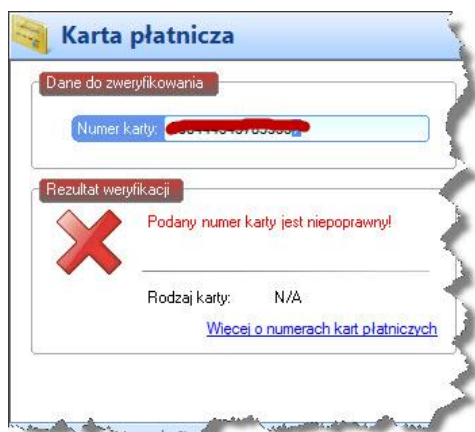 Karta płatnicza
Dane do zweryfikowania
Numer karty:
Rezultat weryfikacji
Podany numer karty jest niepoprawny!
Rodzaj karty: N/A
Więcej o numerach kart płatniczych